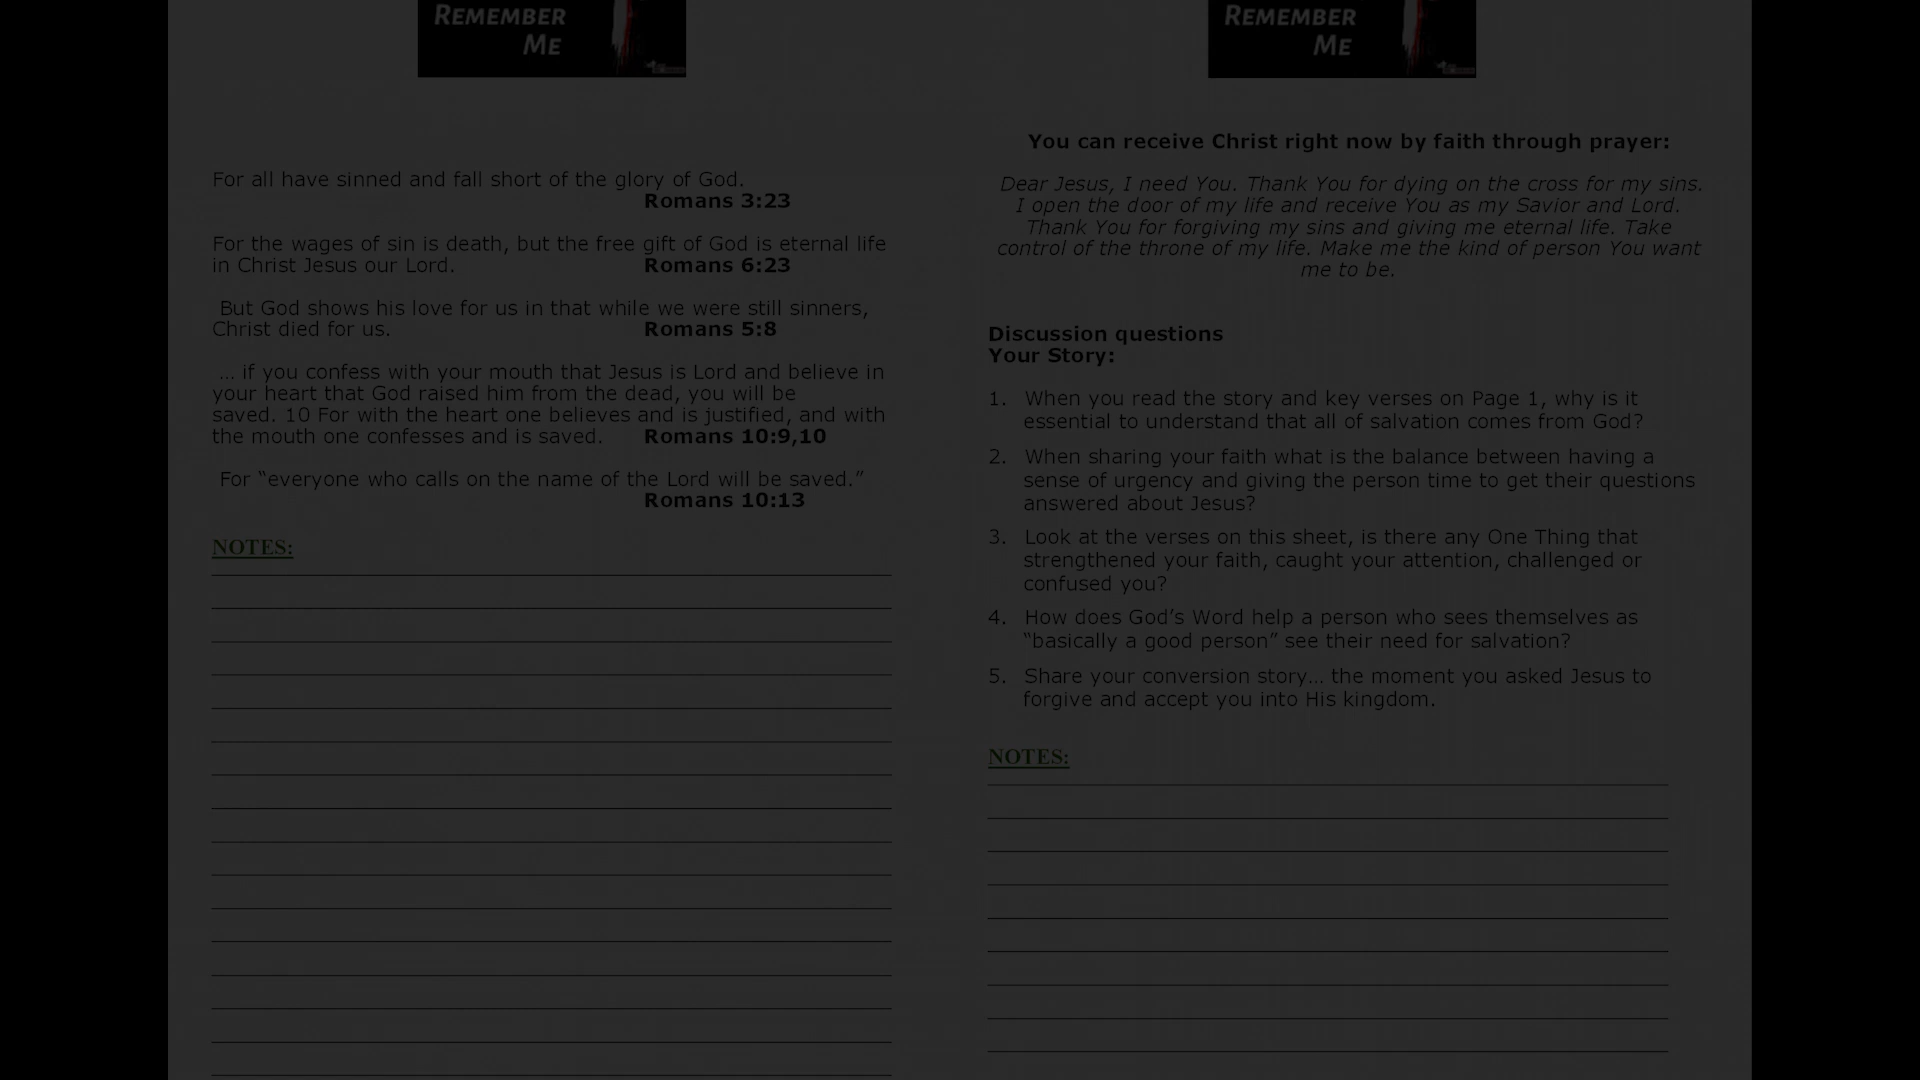 REMEMBER
ME
For all have sinned and fall short of the glory of God.
Romans 3:23
For the wages of sin is death, but the free gift of God is eternal life
in Christ Jesus our Lord. Romans 6:23
But God shows his love for us in that while we were still sinners,
Christ died for us. Romans 5:8
… if you confess with your mouth that Jesus is Lord and believe in
your heart that God raised him from the dead, you will be
saved. 10 For with the heart one believes and is justified, and with
the mouth one confesses and is saved. Romans 10:9,10
For “everyone who calls on the name of the Lord will be saved.”
Romans 10:13
NOTES:
REMEMBER
ME
You can receive Christ right now by faith through prayer:
Dear Jesus, I need You. Thank You for dying on the cross for my sins.
I open the door of my life and receive You as my Savior and Lord.
Thank You for forgiving my sins and giving me eternal life. Take
control of the throne of my life. Make me the kind of person You want
me to be.
Discussion questions
Your Story:
1. When you read the story and key verses on Page 1, why is it
essential to understand that all of salvation comes from God?
2. When sharing your faith what is the balance between having a
sense of urgency and giving the person time to get their questions
answered about Jesus?
3. Look at the verses on this sheet, is there any One Thing that
strengthened your faith, caught your attention, challenged or
confused you?
4. How does God’s Word help a person who sees themselves as
“basically a good person” see their need for salvation?
5. Share your conversion story… the moment you asked Jesus to
forgive and accept you into His kingdom.
NOTES: